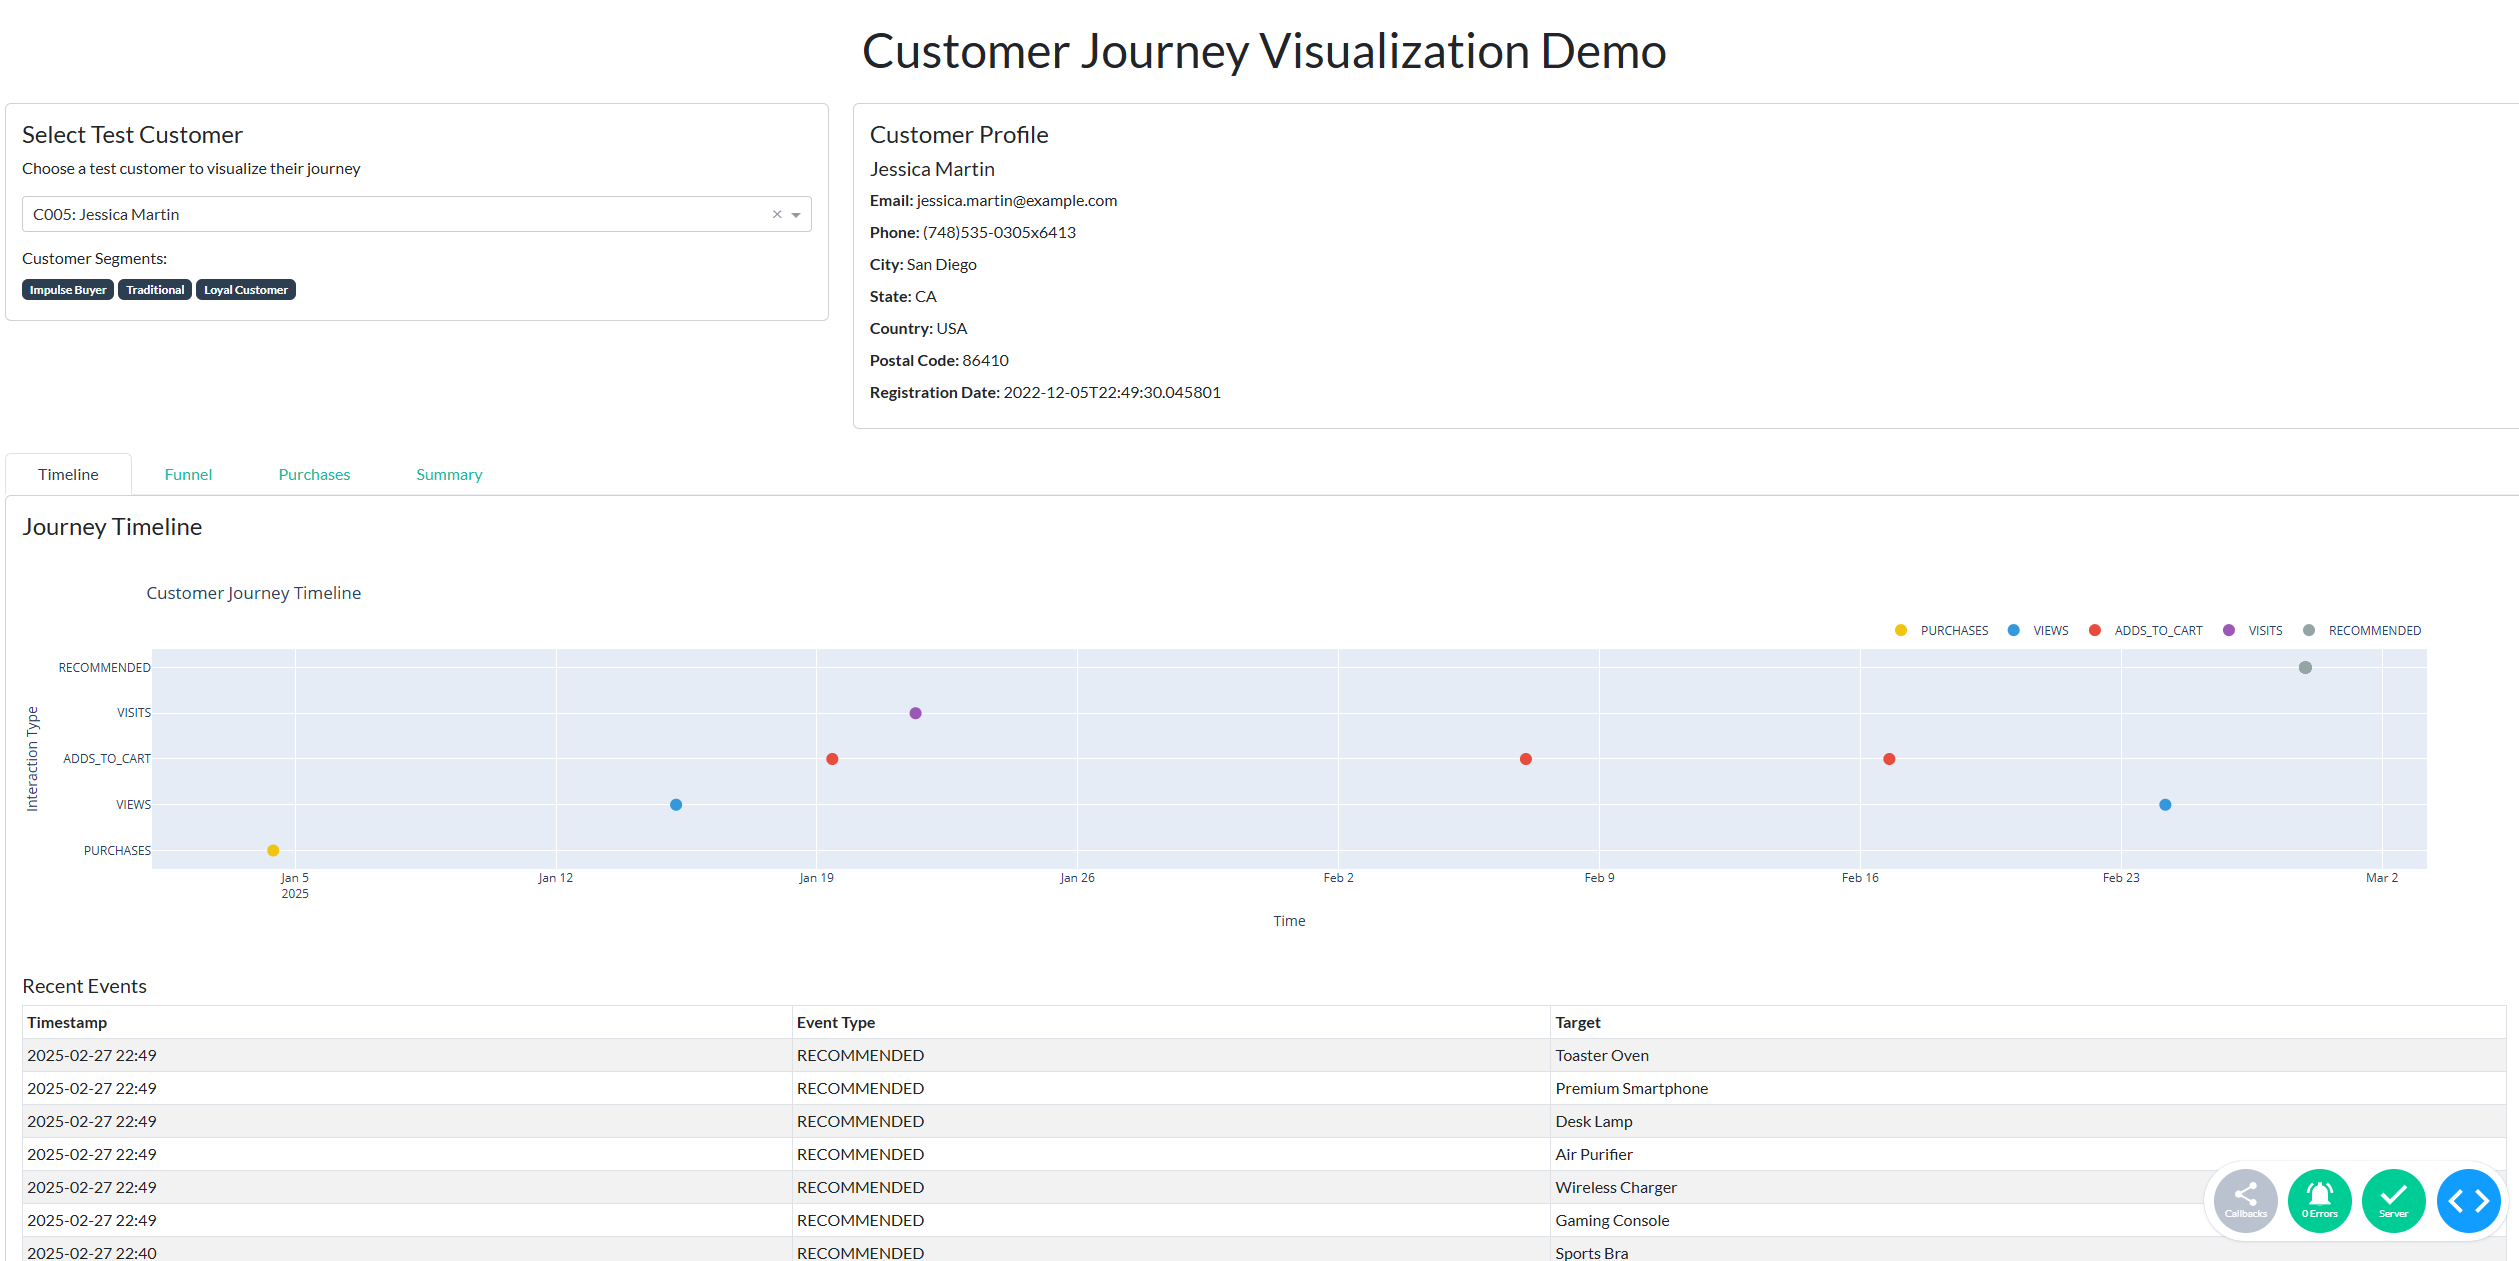 Customer Journey Visualization Demo
Select Test Customer
Choose a test customer to visualize their journey
C005: Jessica Martin
Customer Segments:
Impulse Buyer Traditional Loyal Customer
Customer Profile
Jessica Martin
Email: jessica.martin@example.com
Phone: (748)535-0305x6413
City: San Diego
State: CA
Country: USA
Postal Code: 86410
Registration Date: 2022-12-05T22:49:30.045801
Timeline Funnel Purchases Summary
Journey Timeline
Customer Journey Timeline
PURCHASES VIEWS ADDS_TO_CART VISITS RECOMMENDED
Interaction Type
RECOMMENDED
VISITS
ADDS_TO_CART
VIEWS
PURCHASES
Jan 5 Jan 12 Jan 19 Jan 26 Feb 2 Feb 9 Feb 16 Feb 23 Mar 2
2025
Time
Recent Events
Timestamp Event Type Target
2025-02-27 22:49 RECOMMENDED Toaster Oven
2025-02-27 22:49 RECOMMENDED Premium Smartphone
2025-02-27 22:49 RECOMMENDED Desk Lamp
2025-02-27 22:49 RECOMMENDED Air Purifier
2025-02-27 22:49 RECOMMENDED Wireless Charger
2025-02-27 22:49 RECOMMENDED Gaming Console
2025-02-27 22:40 RECOMMENDED Sports Bra
Callbacks 0 Errors Server